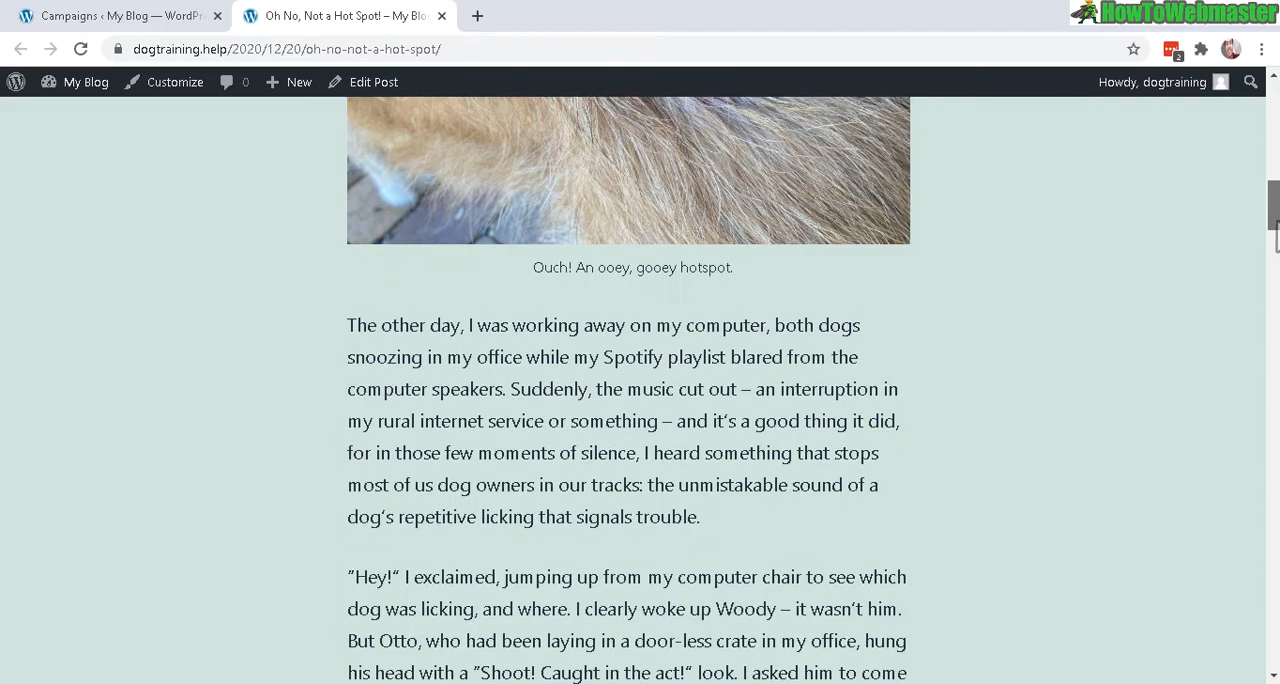 Campaigns ‹ My Blog — WordPr
Oh No, Not a Hot Spot! – My Blo
HowToWebmaster
dogtraining.help/2020/12/20/oh-no-not-a-hot-spot/
2
My Blog
Customize
0
New
Edit Post
Howdy, dogtraining
Ouch! An ooey, gooey hotspot.
The other day, I was working away on my computer, both dogs
snoozing in my office while my Spotify playlist blared from the
computer speakers. Suddenly, the music cut out – an interruption in
my rural internet service or something – and it's a good thing it did,
for in those few moments of silence, I heard something that stops
most of us dog owners in our tracks: the unmistakable sound of a
dog's repetitive licking that signals trouble.
"Hey!" I exclaimed, jumping up from my computer chair to see which
dog was licking, and where. I clearly woke up Woody – it wasn't him.
But Otto, who had been laying in a door-less crate in my office, hung
his head with a "Shoot! Caught in the act!" look. I asked him to come